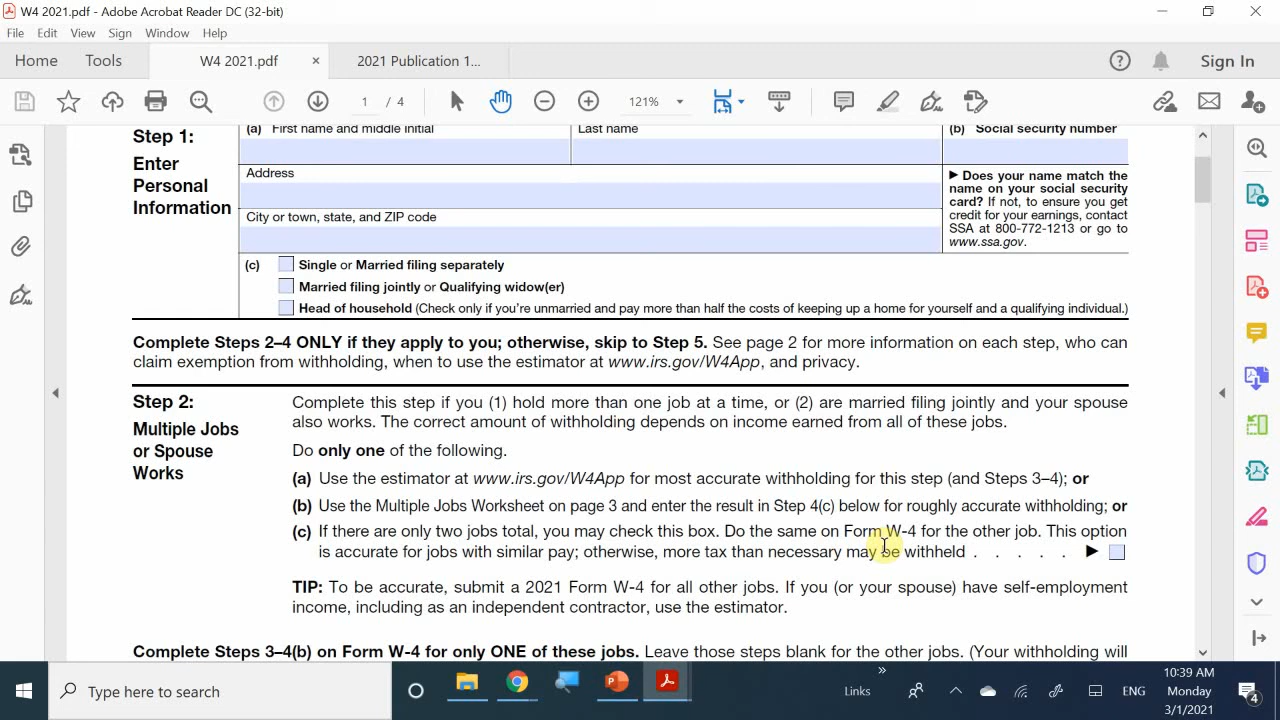 W4 2021.pdf - Adobe Acrobat Reader DC (32-bit)
File Edit View Sign Window Help
Home Tools W4 2021.pdf × 2021 Publication 1... Sign In
1 / 4 121%
Step 1: (a) First name and middle initial Last name (b) Social security number
Enter
Personal
Information
Address
City or town, state, and ZIP code
▶ Does your name match the
name on your social security
card? If not, to ensure you get
credit for your earnings, contact
SSA at 800-772-1213 or go to
www.ssa.gov.
(c) Single or Married filing separately
Married filing jointly or Qualifying widow(er)
Head of household (Check only if you're unmarried and pay more than half the costs of keeping up a home for yourself and a qualifying individual.)
Complete Steps 2–4 ONLY if they apply to you; otherwise, skip to Step 5. See page 2 for more information on each step, who can
claim exemption from withholding, when to use the estimator at www.irs.gov/W4App, and privacy.
Step 2:
Multiple Jobs
or Spouse
Works
Complete this step if you (1) hold more than one job at a time, or (2) are married filing jointly and your spouse
also works. The correct amount of withholding depends on income earned from all of these jobs.
Do only one of the following.
(a) Use the estimator at www.irs.gov/W4App for most accurate withholding for this step (and Steps 3–4); or
(b) Use the Multiple Jobs Worksheet on page 3 and enter the result in Step 4(c) below for roughly accurate withholding; or
(c) If there are only two jobs total, you may check this box. Do the same on Form W-4 for the other job. This option
is accurate for jobs with similar pay; otherwise, more tax than necessary may be withheld . . . . . ▶
TIP: To be accurate, submit a 2021 Form W-4 for all other jobs. If you (or your spouse) have self-employment
income, including as an independent contractor, use the estimator.
Complete Steps 3–4(b) on Form W-4 for only ONE of these jobs. Leave those steps blank for the other jobs. (Your withholding will
Type here to search
Links
ENG
10:39 AM
Monday
3/1/2021
4